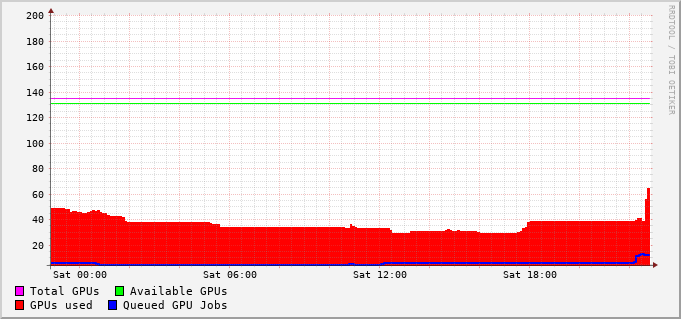 200
180
160
140
120
100
80
60
40
20
Sat 00:00 Sat 06:00 Sat 12:00 Sat 18:00
Total GPUs Available GPUs
GPUs used Queued GPU Jobs
RRDTOOL / TOBI OETIKER